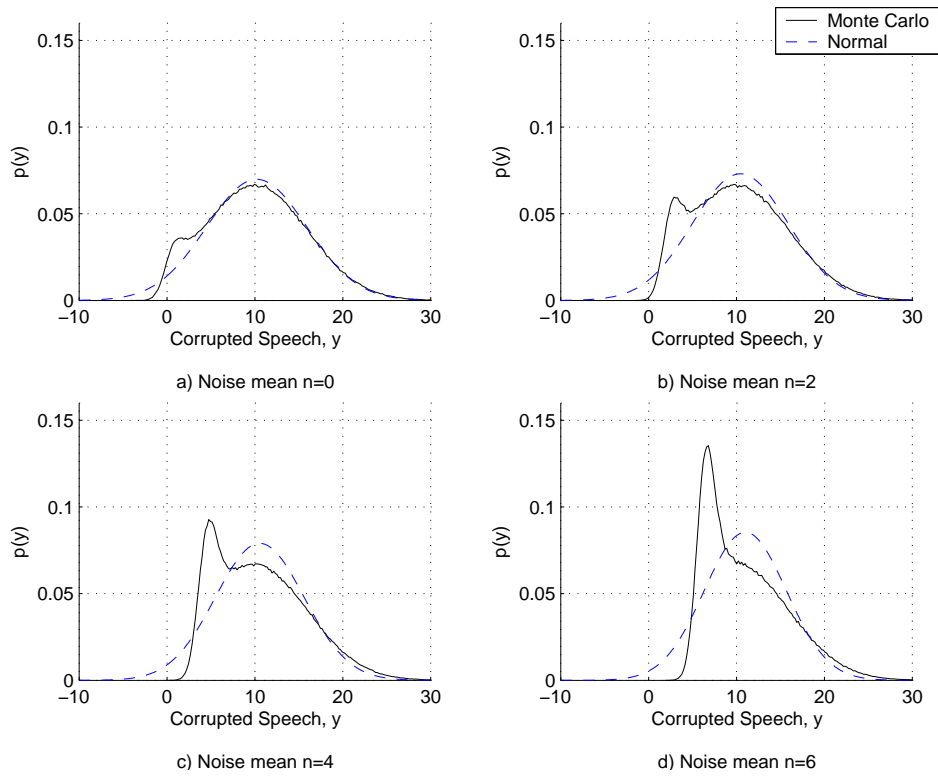 Monte Carlo
Normal
0.15
0.1
0.05
0
p(y)
−10
0
10
20
30
Corrupted Speech, y
a) Noise mean n=0
0.15
0.1
0.05
0
p(y)
−10
0
10
20
30
Corrupted Speech, y
b) Noise mean n=2
0.15
0.1
0.05
0
p(y)
−10
0
10
20
30
Corrupted Speech, y
c) Noise mean n=4
0.15
0.1
0.05
0
p(y)
−10
0
10
20
30
Corrupted Speech, y
d) Noise mean n=6